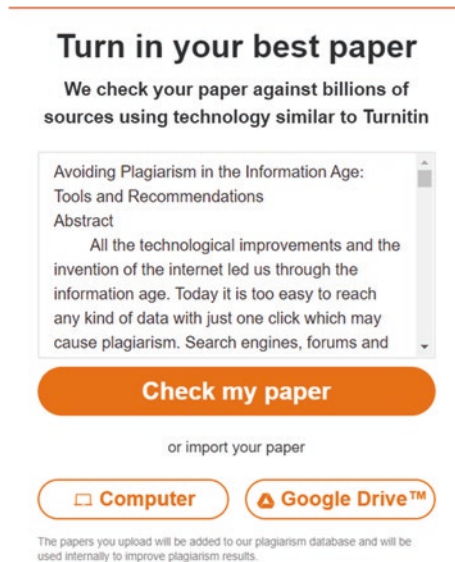 Turn in your best paper
We check your paper against billions of
sources using technology similar to Turnitin
Avoiding Plagiarism in the Information Age:
Tools and Recommendations
Abstract
All the technological improvements and the
invention of the internet led us through the
information age. Today it is too easy to reach
any kind of data with just one click which may
cause plagiarism. Search engines, forums and
Check my paper
or import your paper
Computer
Google Drive™
The papers you upload will be added to our plagiarism database and will be
used internally to improve plagiarism results.